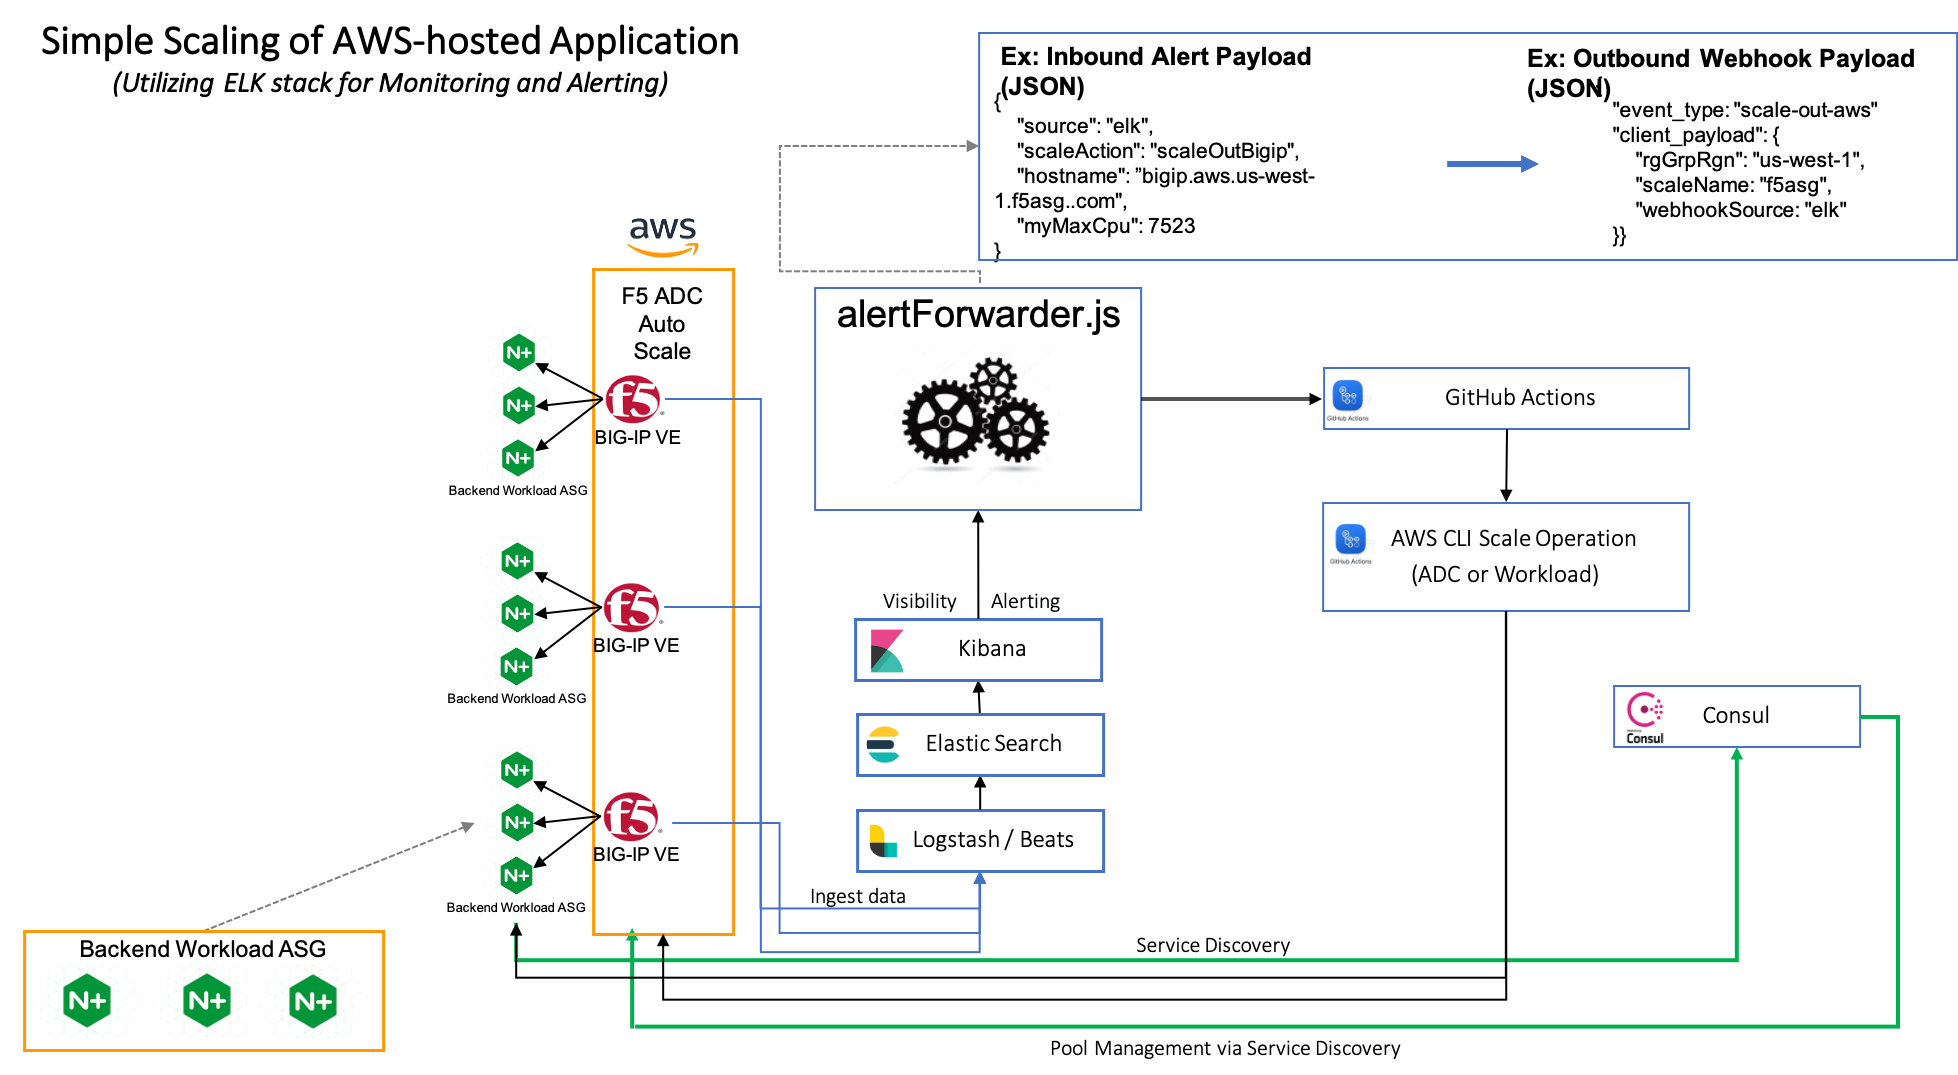 Simple Scaling of AWS-hosted Application
(Utilizing ELK stack for Monitoring and Alerting)
Ex: Inbound Alert Payload
(JSON)
{
"source": "elk",
"scaleAction": "scaleOutBigip",
"hostname": ”bigip.aws.us-west-
1.f5asg..com",
"myMaxCpu": 7523
}
Ex: Outbound Webhook Payload
(JSON)
{
"event_type: "scale-out-aws"
"client_payload": {
"rgGrpRgn": "us-west-1",
"scaleName: "f5asg",
"webhookSource: "elk"
}}
aws
F5 ADC
Auto
Scale
N+
N+
N+
f5
BIG-IP VE
Backend Workload ASG
N+
N+
N+
f5
BIG-IP VE
Backend Workload ASG
N+
N+
N+
f5
BIG-IP VE
Backend Workload ASG
Backend Workload ASG
N+
N+
N+
alertForwarder.js
Visibility
Alerting
Kibana
Elastic Search
Logstash / Beats
Ingest data
GitHub Actions
GitHub Actions
GitHub Actions
AWS CLI Scale Operation
(ADC or Workload)
Consul
Consul
Service Discovery
Pool Management via Service Discovery